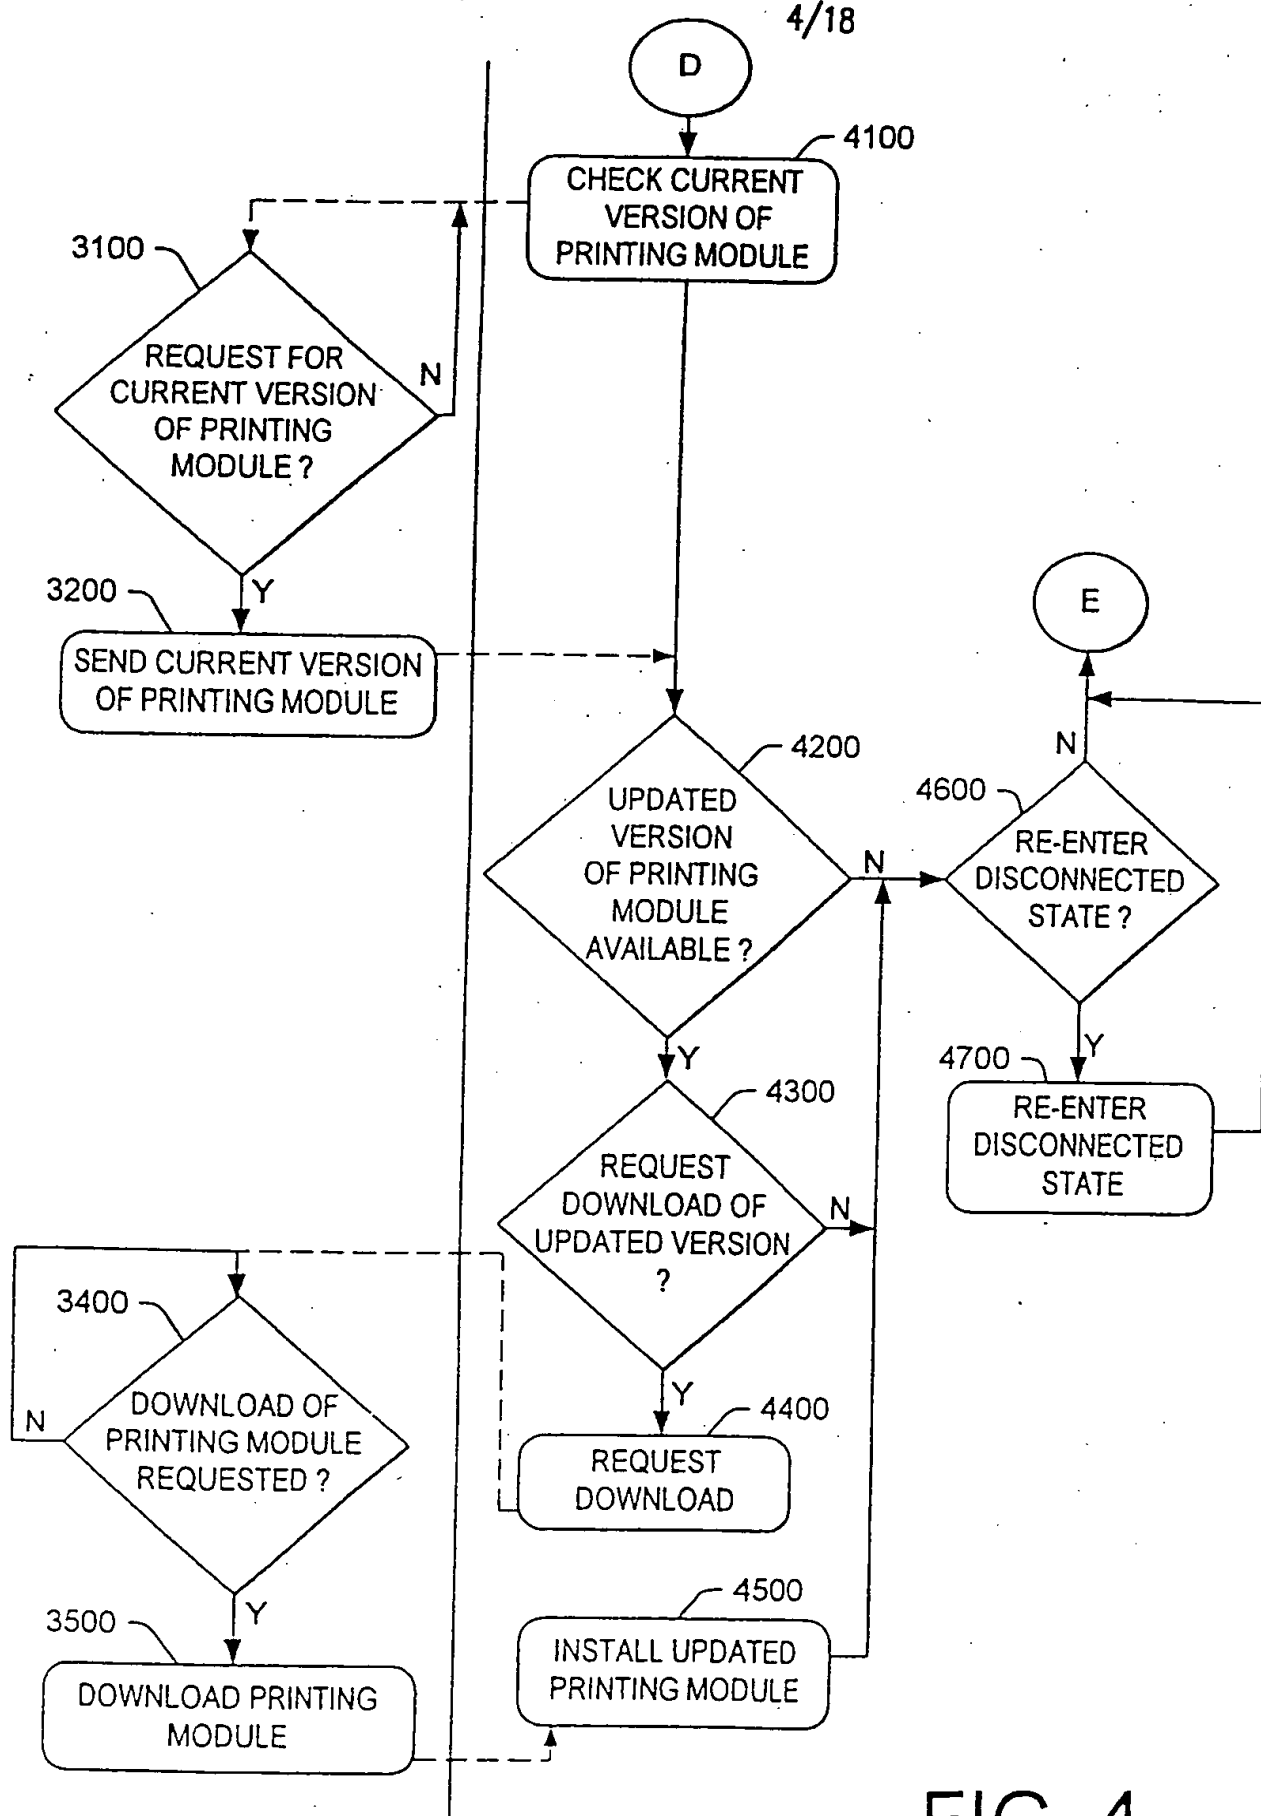 4/18
D
4100
CHECK CURRENT
VERSION OF
PRINTING MODULE
3100
REQUEST FOR
CURRENT VERSION
OF PRINTING
MODULE ?
N
Y
3200
SEND CURRENT VERSION
OF PRINTING MODULE
E
N
4200
UPDATED
VERSION
OF PRINTING
MODULE
AVAILABLE ?
N
Y
4600
RE-ENTER
DISCONNECTED
STATE ?
Y
4700
RE-ENTER
DISCONNECTED
STATE
4300
REQUEST
DOWNLOAD OF
UPDATED VERSION
?
N
Y
3400
DOWNLOAD OF
PRINTING MODULE
REQUESTED ?
N
Y
4400
REQUEST
DOWNLOAD
4500
INSTALL UPDATED
PRINTING MODULE
3500
DOWNLOAD PRINTING
MODULE
FIG. 4